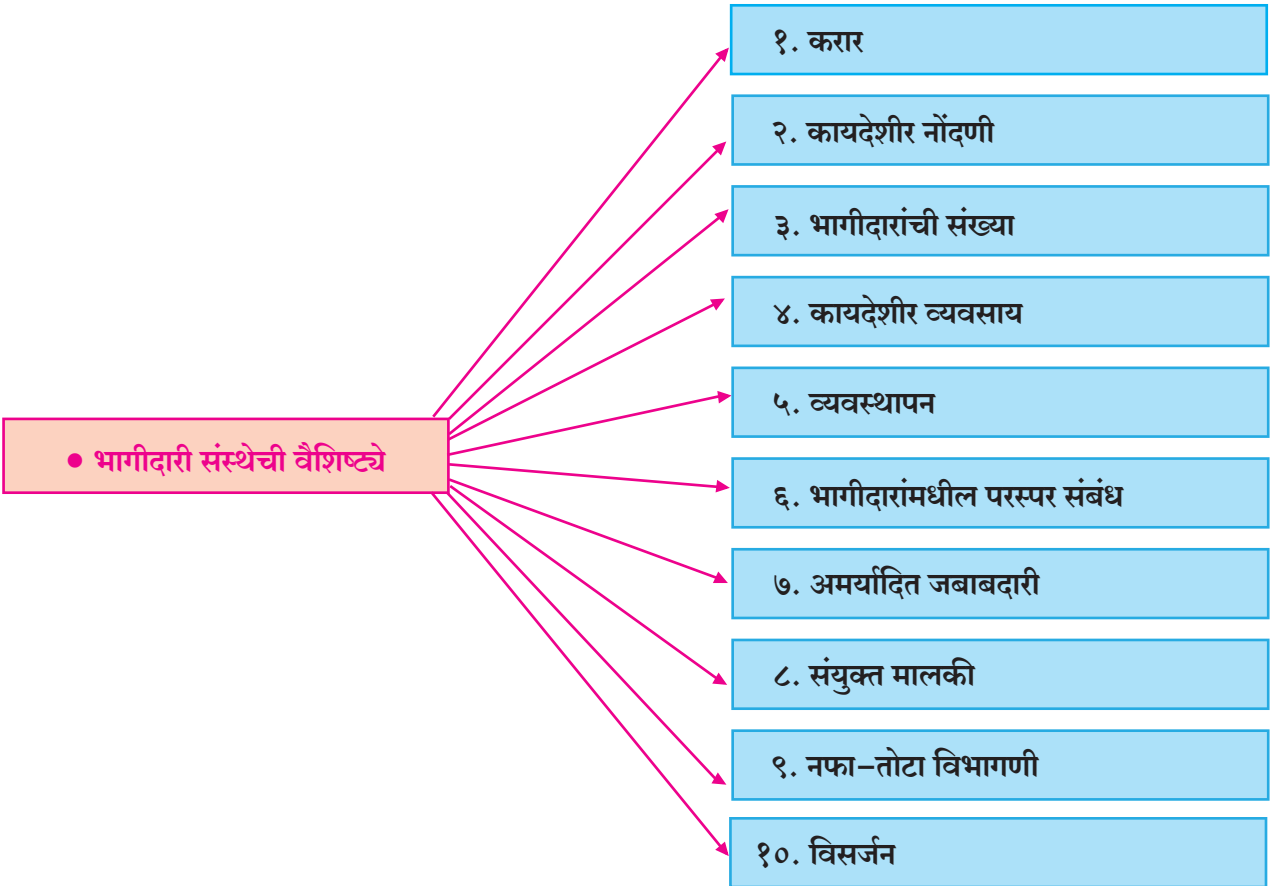 • भागीदारी संस्थेची वैशिष्ट्ये
१. करार
२. कायदेशीर नोंदणी
३. भागीदारांची संख्या
४. कायदेशीर व्यवसाय
५. व्यवस्थापन
६. भागीदारांमधील परस्पर संबंध
७. अमर्यादित जबाबदारी
८. संयुक्त मालकी
९. नफा–तोटा विभागणी
१०. विसर्जन